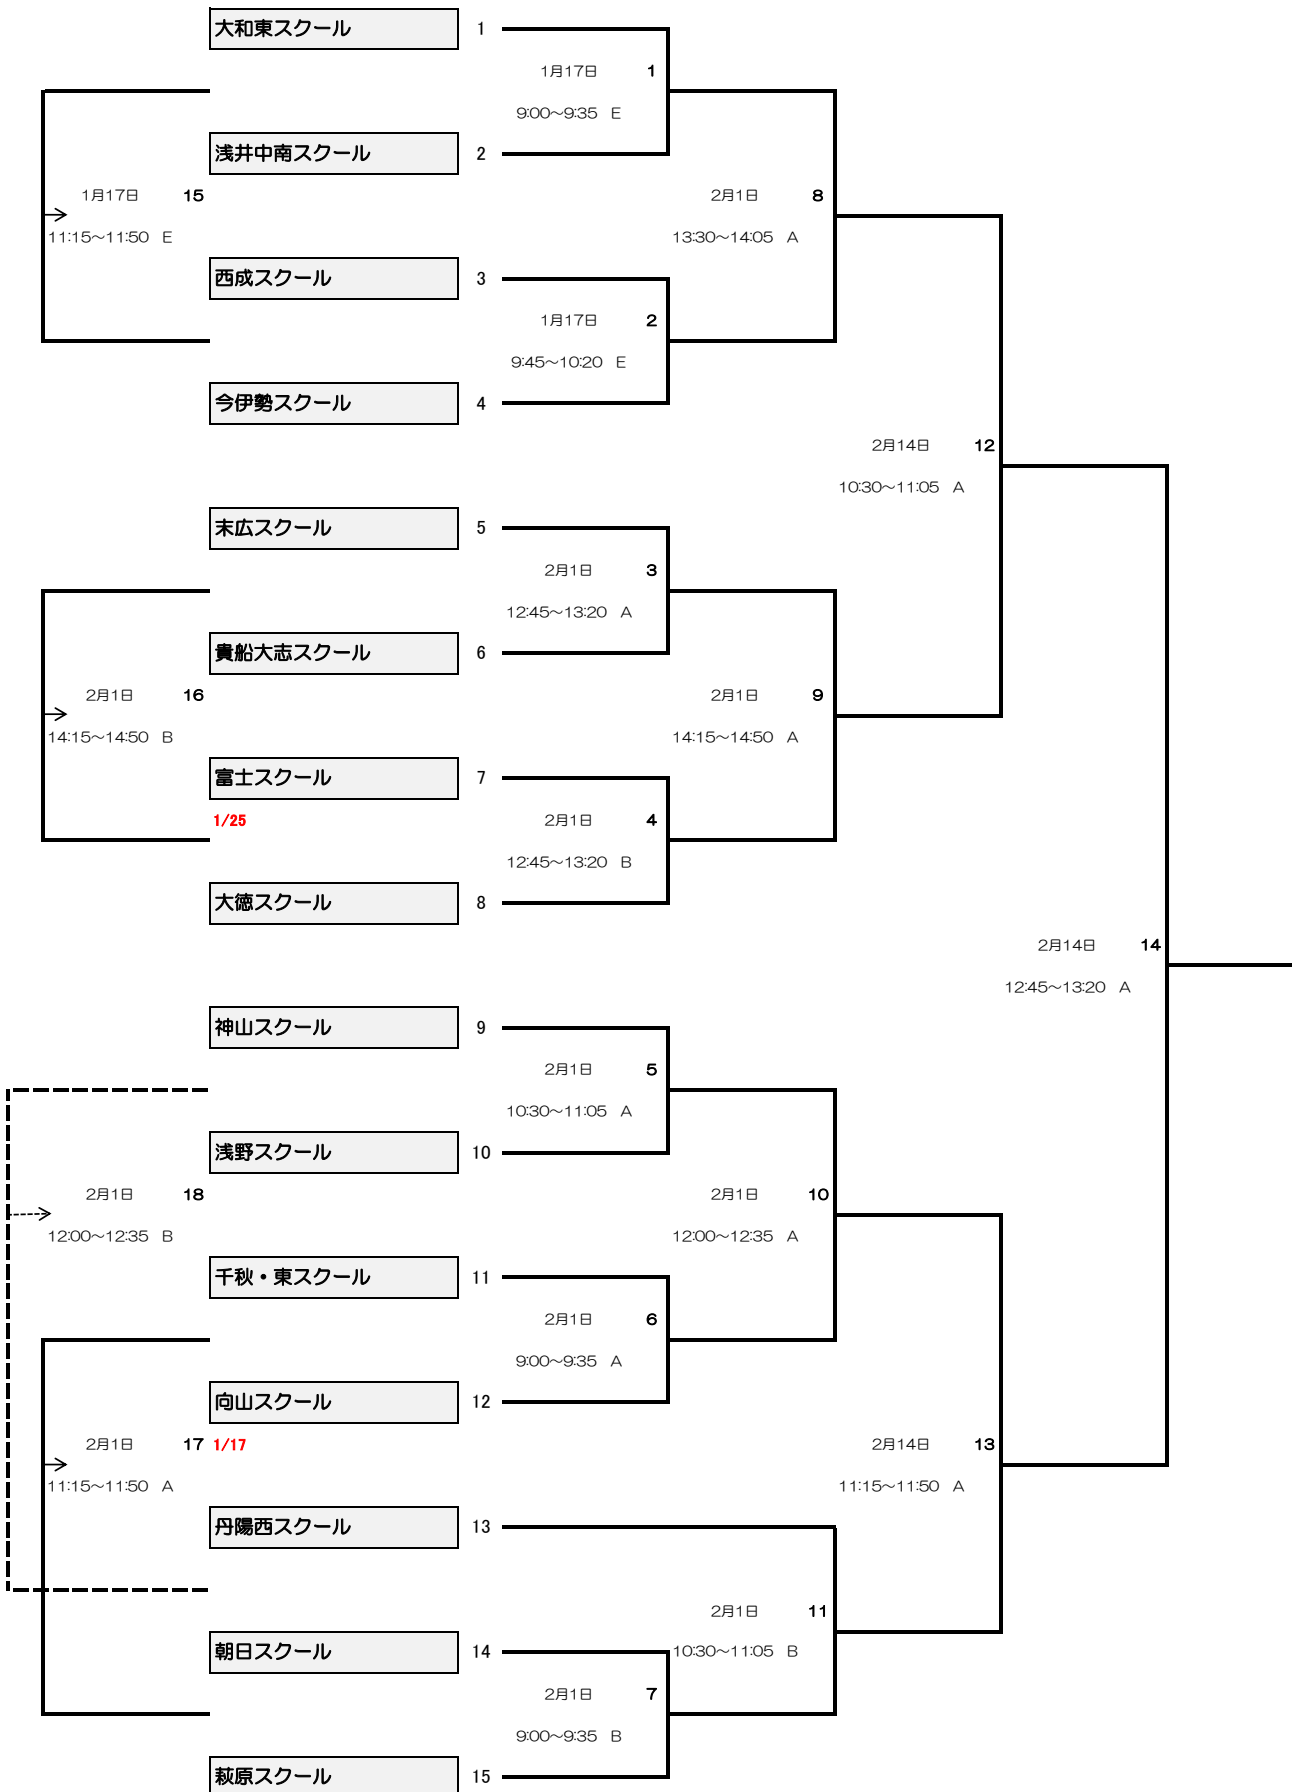 大和東スクール 1
1月17日 1
9:00～9:35 E
浅井中南スクール 2
1月17日 15
2月1日 8
11:15～11:50 E
13:30～14:05 A
西成スクール 3
1月17日 2
9:45～10:20 E
今伊勢スクール 4
2月14日 12
10:30～11:05 A
末広スクール 5
2月1日 3
12:45～13:20 A
貴船大志スクール 6
2月1日 16
2月1日 9
14:15～14:50 B
14:15～14:50 A
富士スクール 7
1/25
2月1日 4
12:45～13:20 B
大徳スクール 8
2月14日 14
12:45～13:20 A
神山スクール 9
2月1日 5
10:30～11:05 A
浅野スクール 10
2月1日 18
2月1日 10
12:00～12:35 B
12:00～12:35 A
千秋・東スクール 11
2月1日 6
9:00～9:35 A
向山スクール 12
2月1日 17
1/17
2月14日 13
11:15～11:50 A
11:15～11:50 A
丹陽西スクール 13
2月1日 11
朝日スクール 14
10:30～11:05 B
2月1日 7
9:00～9:35 B
萩原スクール 15